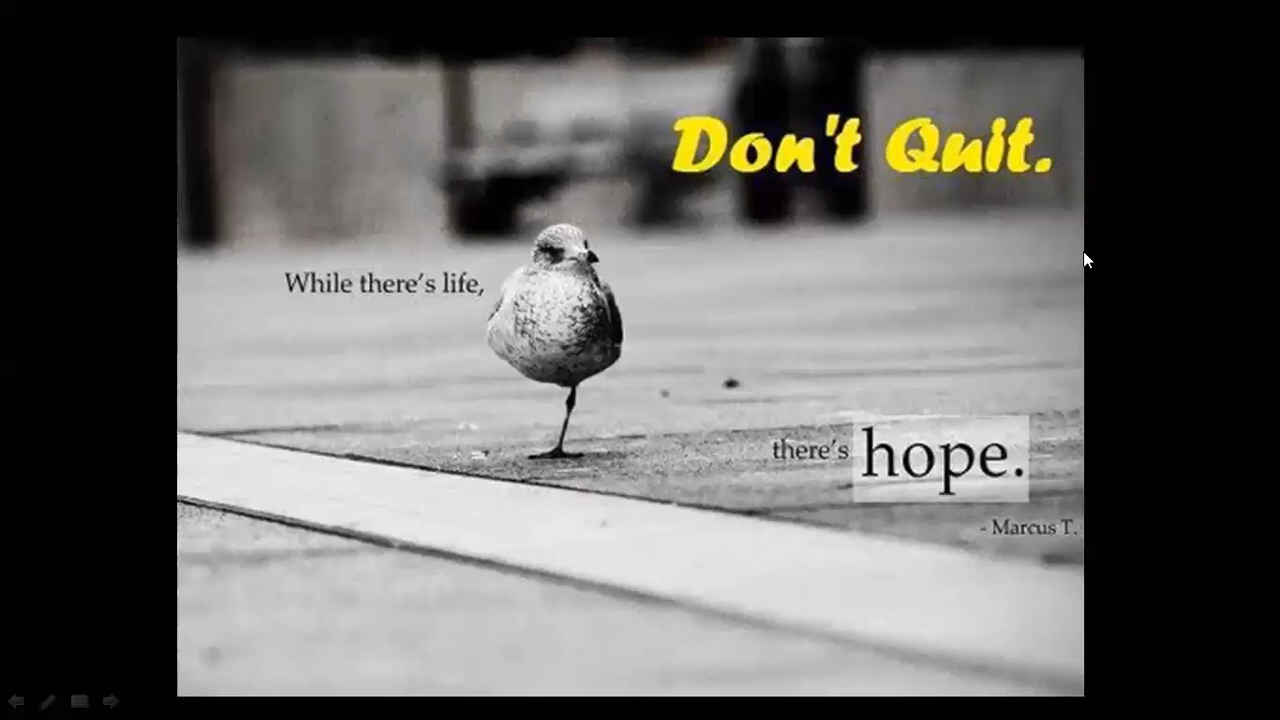 Don't Quit.
While there's life,
there's hope.
- Marcus T.